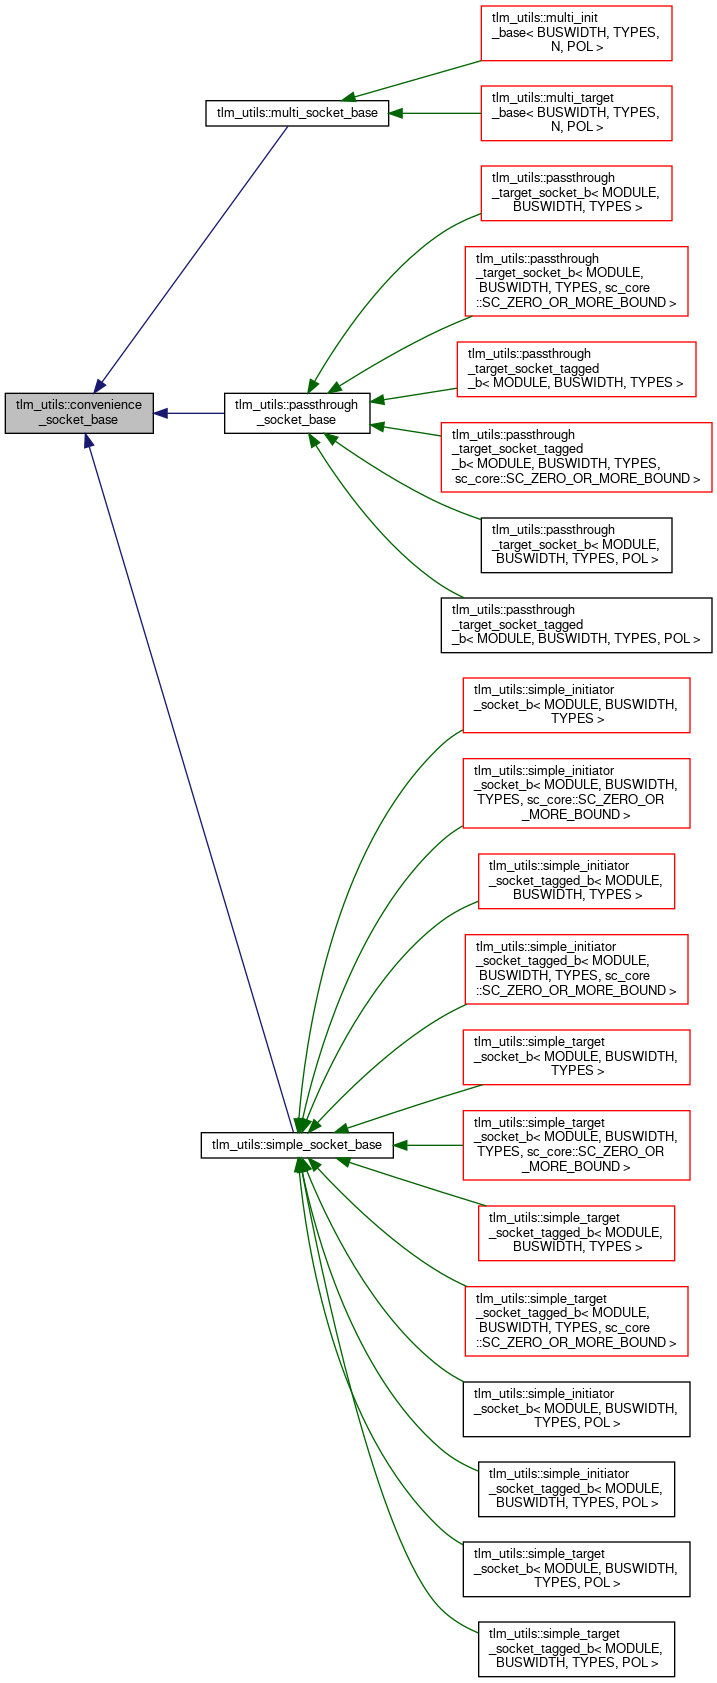 tlm_utils::multi_init
_base< BUSWIDTH, TYPES,
N, POL >
tlm_utils::multi_socket_base
tlm_utils::multi_target
_base< BUSWIDTH, TYPES,
N, POL >
tlm_utils::passthrough
_target_socket_b< MODULE,
BUSWIDTH, TYPES >
tlm_utils::passthrough
_target_socket_b< MODULE,
BUSWIDTH, TYPES, sc_core
::SC_ZERO_OR_MORE_BOUND >
tlm_utils::passthrough
_target_socket_tagged
_b< MODULE, BUSWIDTH, TYPES >
tlm_utils::convenience
_socket_base
tlm_utils::passthrough
_socket_base
tlm_utils::passthrough
_target_socket_tagged
_b< MODULE, BUSWIDTH, TYPES,
sc_core::SC_ZERO_OR_MORE_BOUND >
tlm_utils::passthrough
_target_socket_b< MODULE,
BUSWIDTH, TYPES, POL >
tlm_utils::passthrough
_target_socket_tagged
_b< MODULE, BUSWIDTH, TYPES, POL >
tlm_utils::simple_initiator
_socket_b< MODULE, BUSWIDTH,
TYPES >
tlm_utils::simple_initiator
_socket_b< MODULE, BUSWIDTH,
TYPES, sc_core::SC_ZERO_OR
_MORE_BOUND >
tlm_utils::simple_initiator
_socket_tagged_b< MODULE,
BUSWIDTH, TYPES >
tlm_utils::simple_initiator
_socket_tagged_b< MODULE,
BUSWIDTH, TYPES, sc_core
::SC_ZERO_OR_MORE_BOUND >
tlm_utils::simple_target
_socket_b< MODULE, BUSWIDTH,
TYPES >
tlm_utils::simple_socket_base
tlm_utils::simple_target
_socket_b< MODULE, BUSWIDTH,
TYPES, sc_core::SC_ZERO_OR
_MORE_BOUND >
tlm_utils::simple_target
_socket_tagged_b< MODULE,
BUSWIDTH, TYPES >
tlm_utils::simple_target
_socket_tagged_b< MODULE,
BUSWIDTH, TYPES, sc_core
::SC_ZERO_OR_MORE_BOUND >
tlm_utils::simple_initiator
_socket_b< MODULE, BUSWIDTH,
TYPES, POL >
tlm_utils::simple_initiator
_socket_tagged_b< MODULE,
BUSWIDTH, TYPES, POL >
tlm_utils::simple_target
_socket_b< MODULE, BUSWIDTH,
TYPES, POL >
tlm_utils::simple_target
_socket_tagged_b< MODULE,
BUSWIDTH, TYPES, POL >